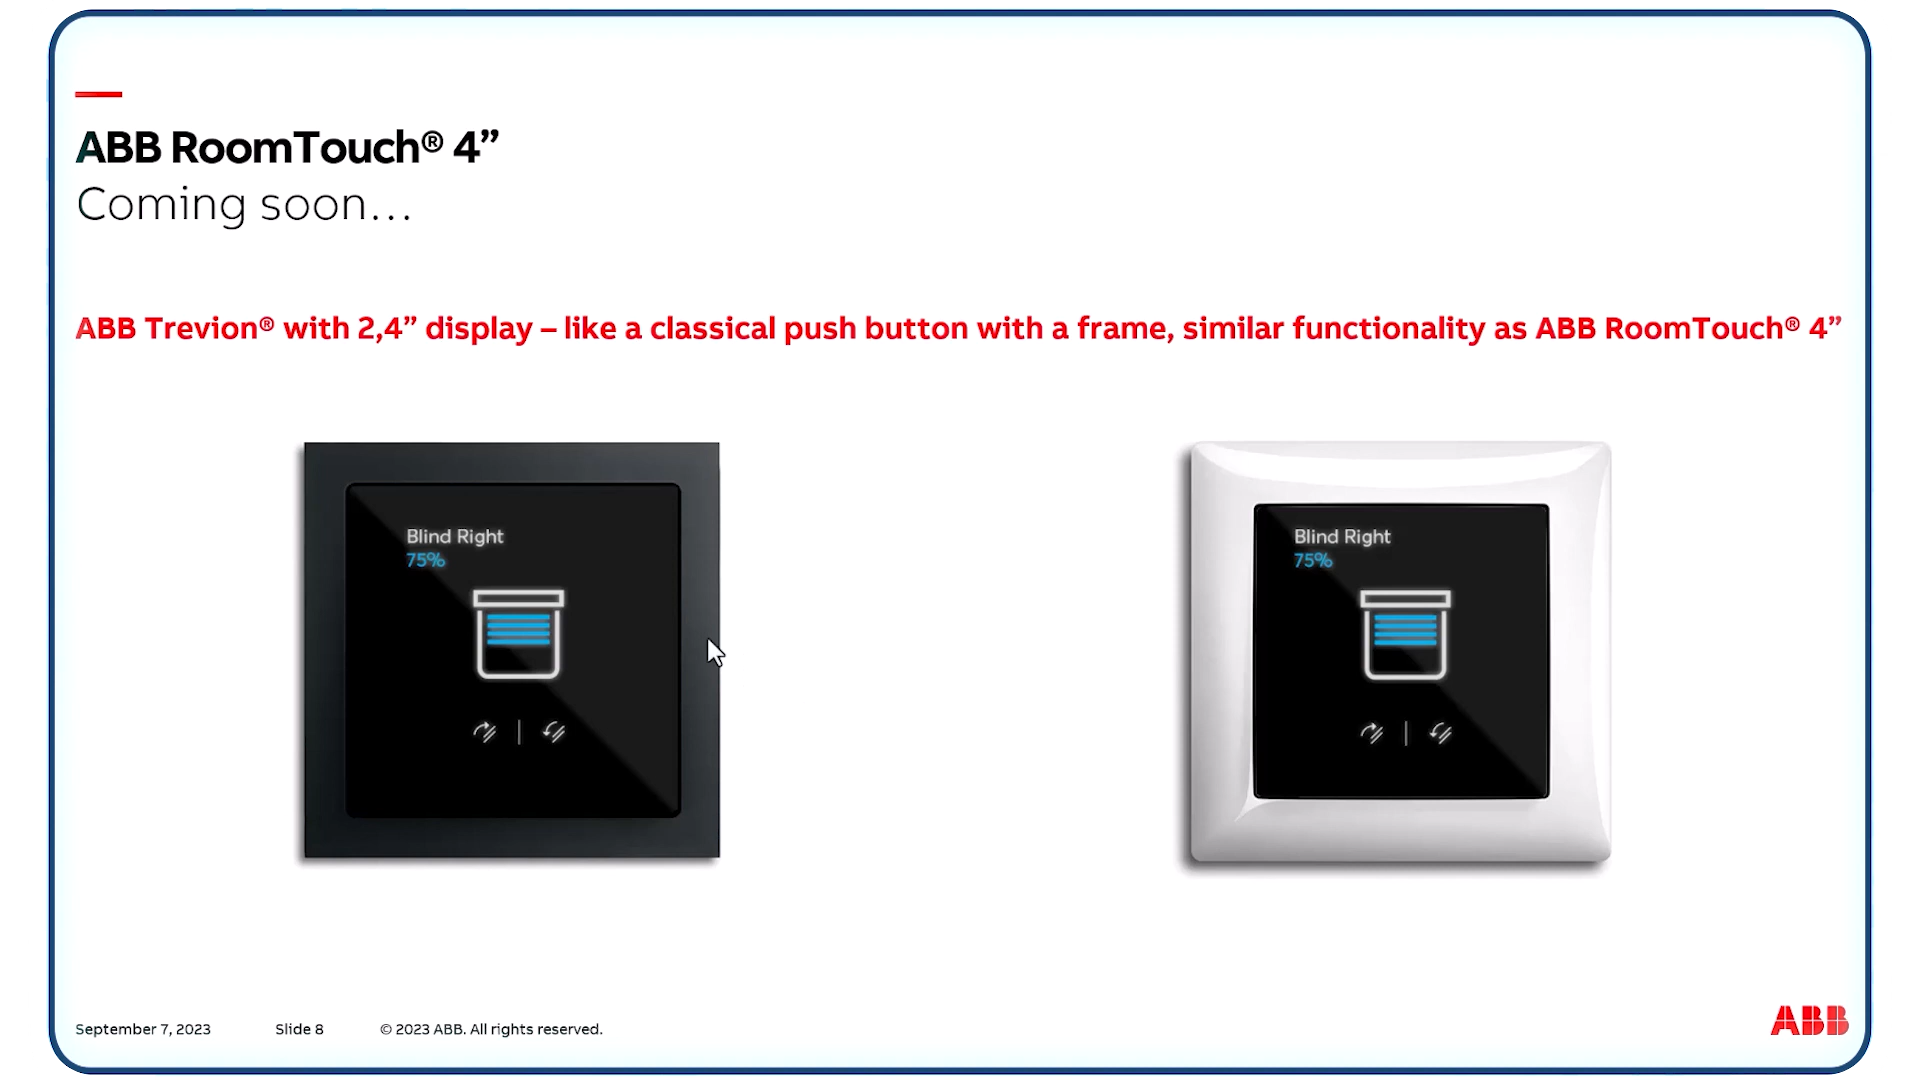 ABB RoomTouch® 4”
Coming soon…
ABB Trevion® with 2,4” display – like a classical push button with a frame, similar functionality as ABB RoomTouch® 4”
Blind Right
75%
Blind Right
75%
September 7, 2023 Slide 8 © 2023 ABB. All rights reserved.
ABB